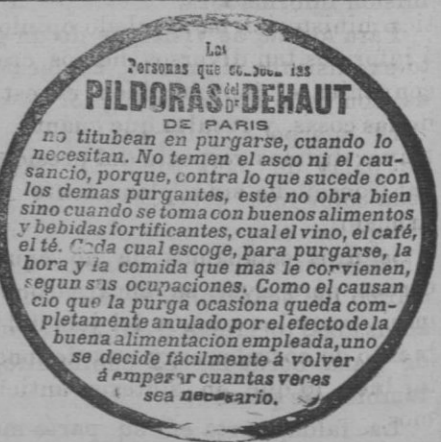 Las
Personas que conocen las
PILDORAS del Dr. DEHAUT
DE PARIS
no titubean en purgarse, cuando lo
necesitan. No temen el asco ni el cau-
sancio, porque, contra lo que sucede con
los demas purgantes, este no obra bien
sino cuando se toma con buenos alimentos
y bebidas fortificantes, cual el vino, el café,
el té. Cada cual escoge, para purgarse, la
hora y la comida que mas le convienen,
segun sus ocupaciones. Como el causan
cio que la purga ocasiona queda com-
pletamente anulado por el efecto de la
buena alimentacion empleada, uno
se decide fácilmente á volver
á empezar cuantas veces
sea necesario.